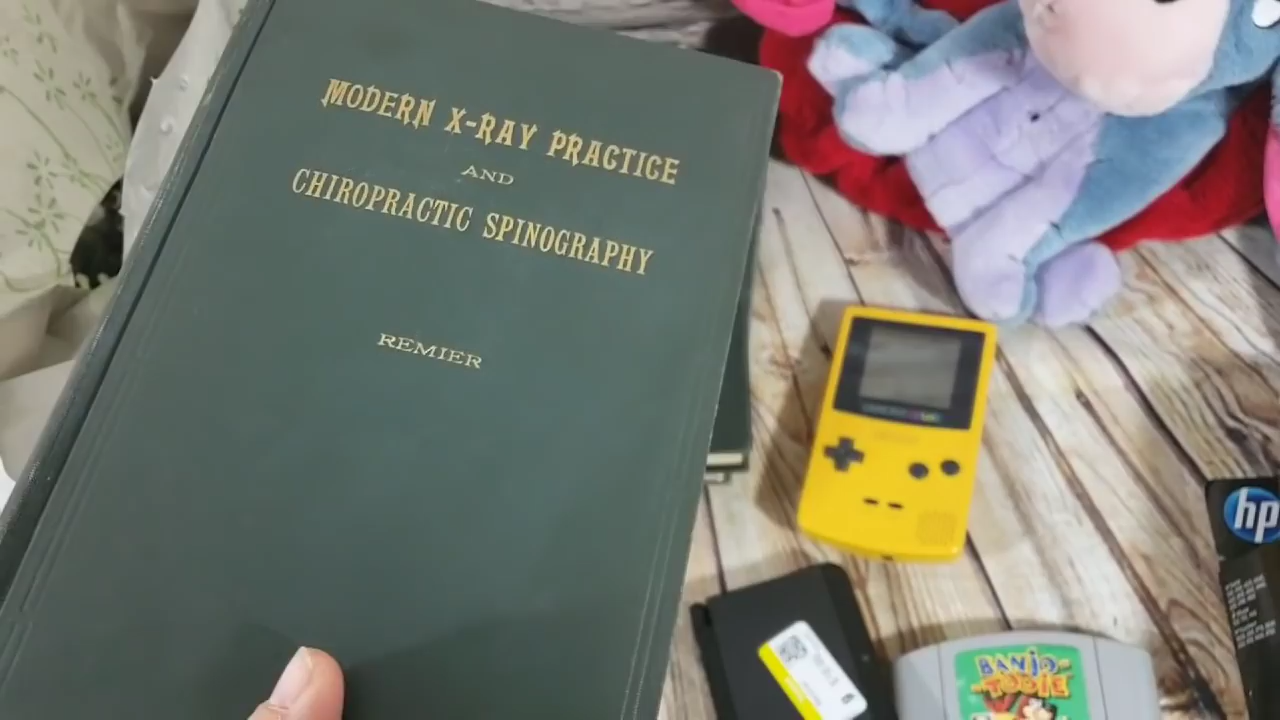 MODERN X-RAY PRACTICE
AND
CHIROPRACTIC SPINOGRAPHY
REMIER
hp
BANJO
-TOOIE